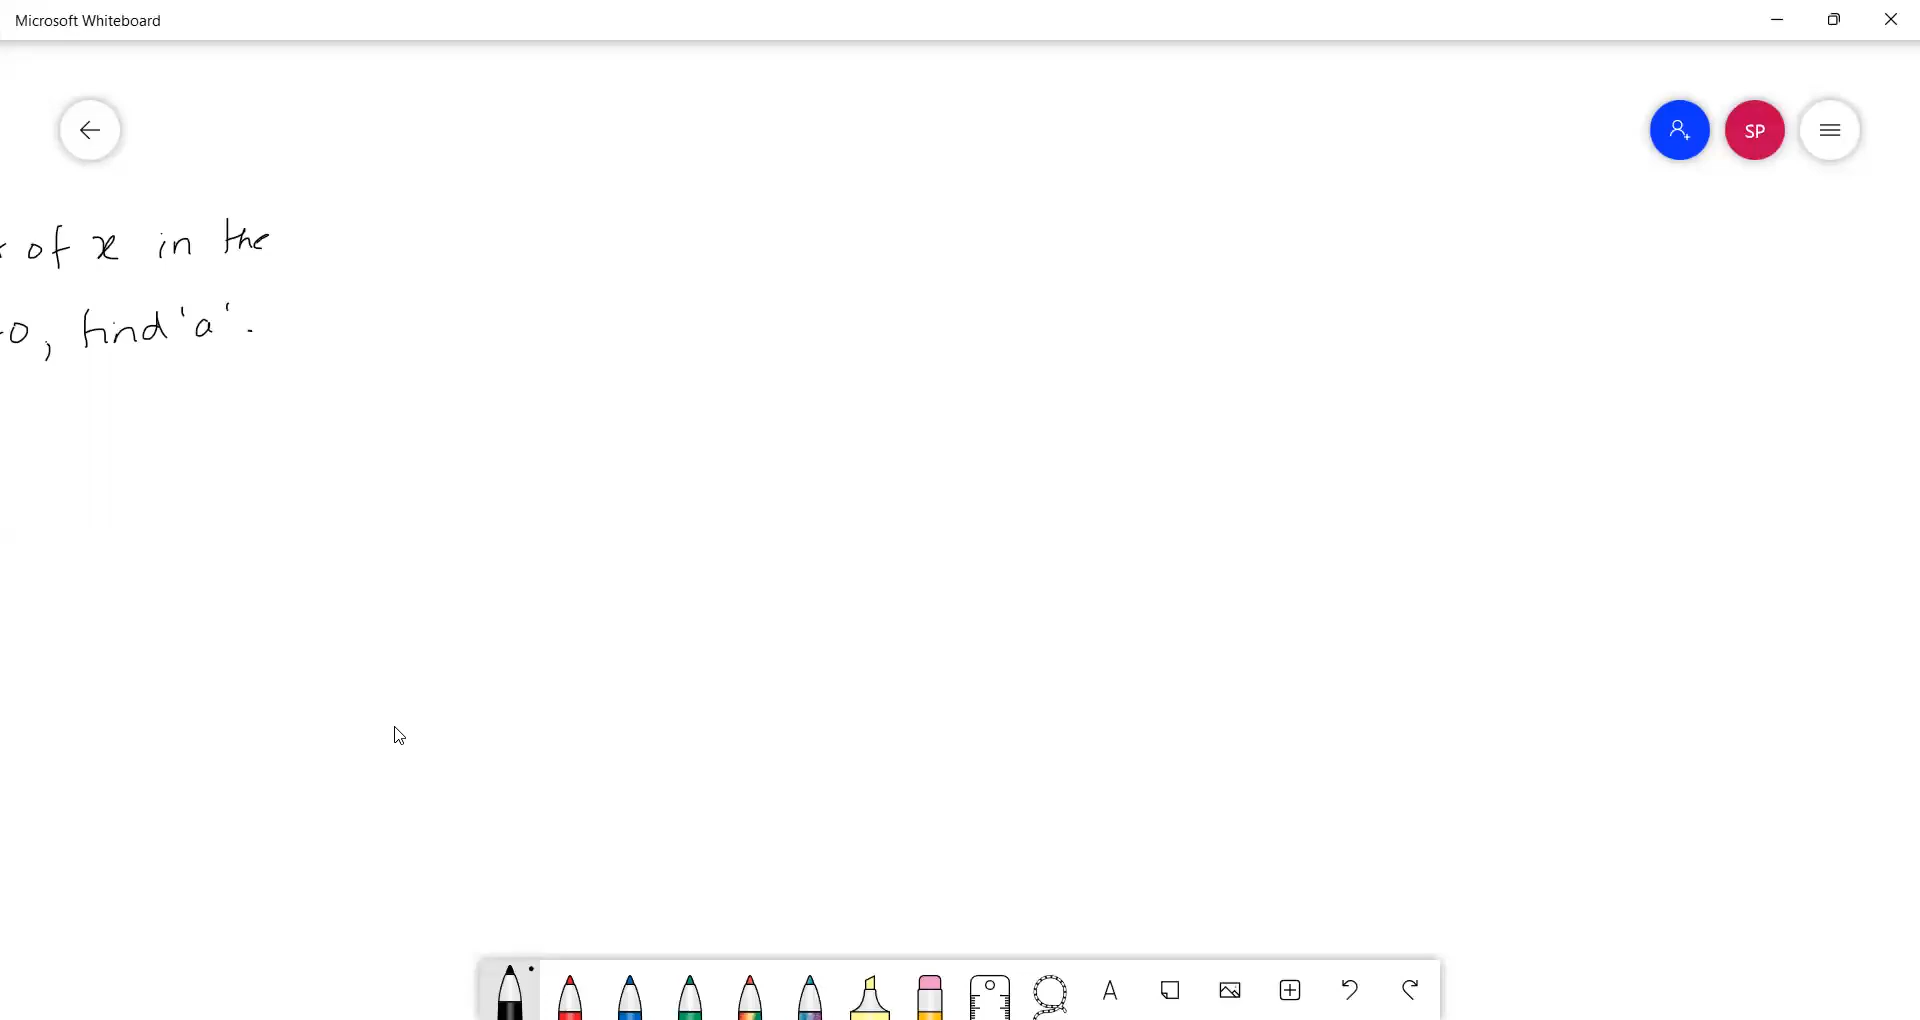 Microsoft Whiteboard
SP
of x in the
0, find 'a'.
A